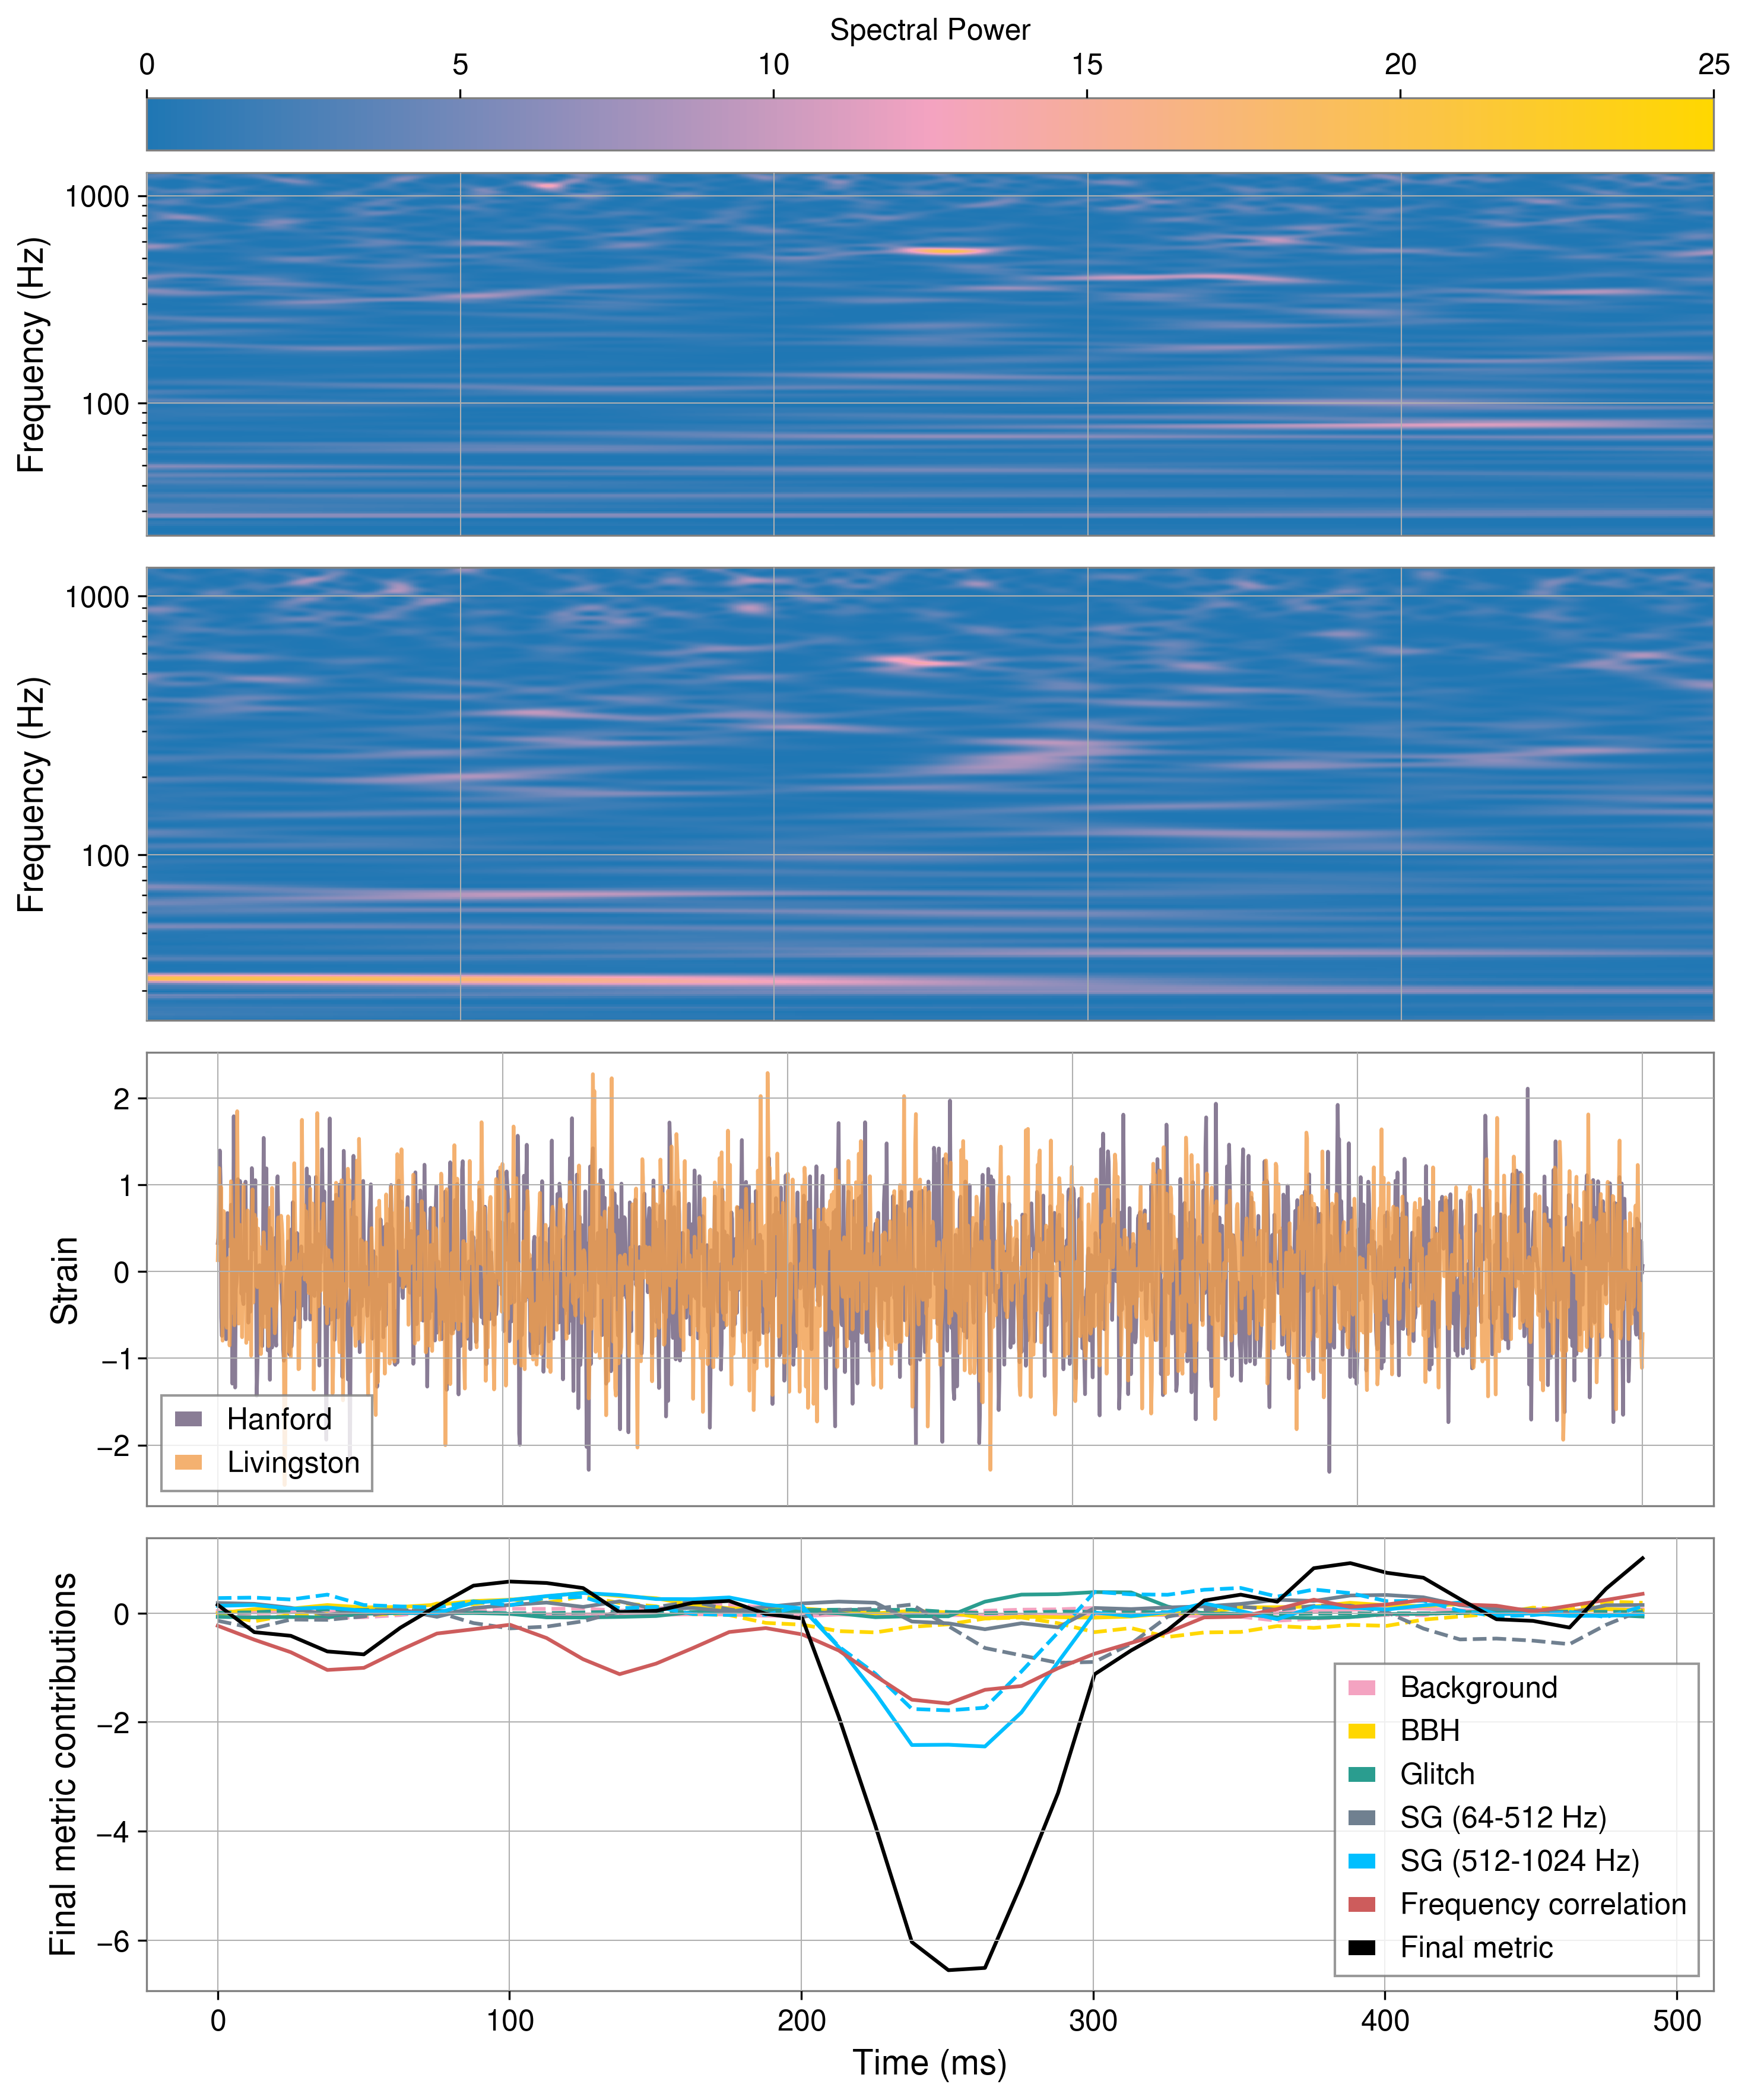 Spectral Power
0 5 10 15 20 25
1000
100
Frequency (Hz)
1000
100
Frequency (Hz)
2
1
0
−1
−2
Strain
Hanford
Livingston
0
−2
−4
−6
Final metric contributions
Background
BBH
Glitch
SG (64-512 Hz)
SG (512-1024 Hz)
Frequency correlation
Final metric
0 100 200 300 400 500
Time (ms)